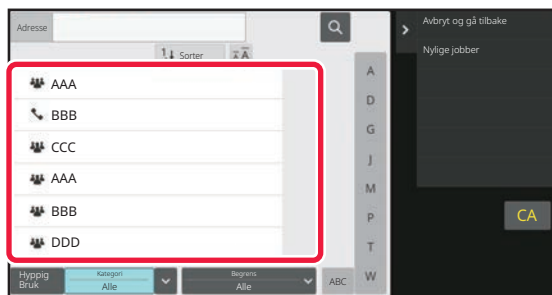 Adresse
Sorter
AAA
BBB
CCC
AAA
BBB
DDD
A
D
G
J
M
P
T
W
Hyppig
Bruk
Kategori
Alle
Begrens
Alle
ABC
Avbryt og gå tilbake
Nylige jobber
CA